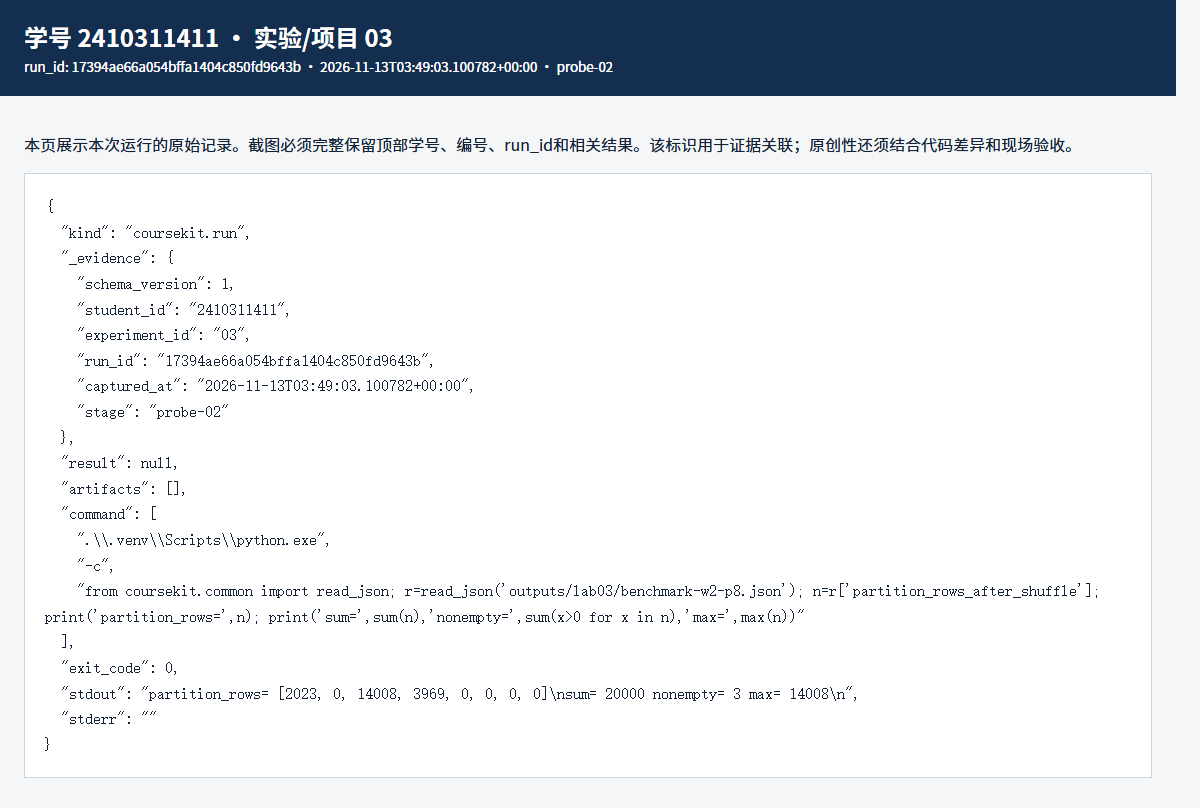 学号 2410311411 · 实验/项目 03
run_id: 17394ae66a054bffa1404c850fd9643b · 2026-11-13T03:49:03.100782+00:00 · probe-02
本页展示本次运行的原始记录。截图必须完整保留顶部学号、编号、run_id和相关结果。该标识用于证据关联；原创性还须结合代码差异和现场验收。
{
  "kind": "coursekit.run",
  "_evidence": {
    "schema_version": 1,
    "student_id": "2410311411",
    "experiment_id": "03",
    "run_id": "17394ae66a054bffa1404c850fd9643b",
    "captured_at": "2026-11-13T03:49:03.100782+00:00",
    "stage": "probe-02"
  },
  "result": null,
  "artifacts": [],
  "command": [
    ".\\.venv\\Scripts\\python.exe",
    "-c",
    "from coursekit.common import read_json; r=read_json('outputs/lab03/benchmark-w2-p8.json'); n=r['partition_rows_after_shuffle'];
print('partition_rows=',n); print('sum=',sum(n),'nonempty=',sum(x>0 for x in n),'max=',max(n))"
  ],
  "exit_code": 0,
  "stdout": "partition_rows= [2023, 0, 14008, 3969, 0, 0, 0, 0]\nsum= 20000 nonempty= 3 max= 14008\n",
  "stderr": ""
}